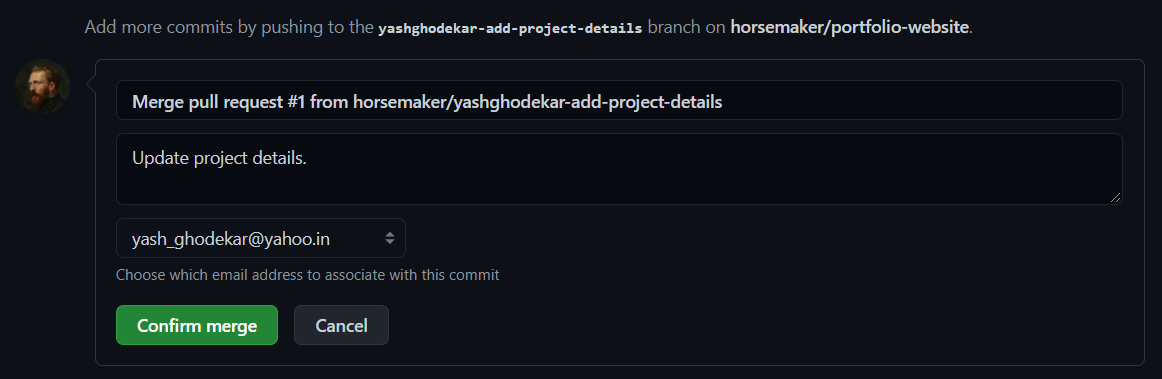 Add more commits by pushing to the yashghodekar-add-project-details branch on horsemaker/portfolio-website.
Merge pull request #1 from horsemaker/yashghodekar-add-project-details
Update project details.
yash_ghodekar@yahoo.in
Choose which email address to associate with this commit
Confirm merge Cancel